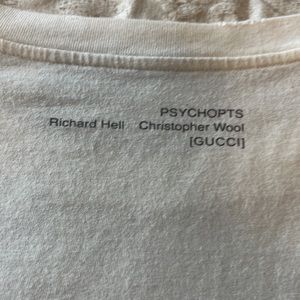 PSYCHOPTS
Richard Hell Christopher Wool
[GUCCI]